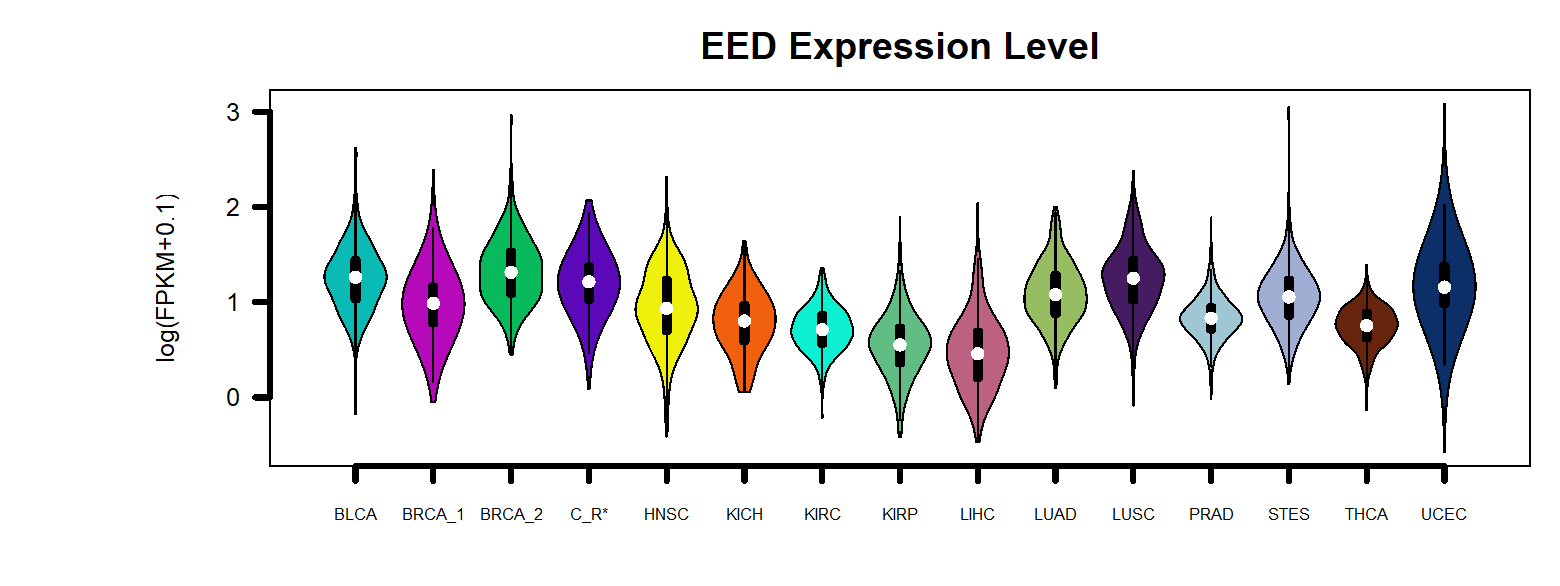 EED Expression Level
3
2
1
0
log(FPKM+0.1)
BLCA BRCA_1 BRCA_2 C_R* HNSC KICH KIRC KIRP LIHC LUAD LUSC PRAD STES THCA UCEC